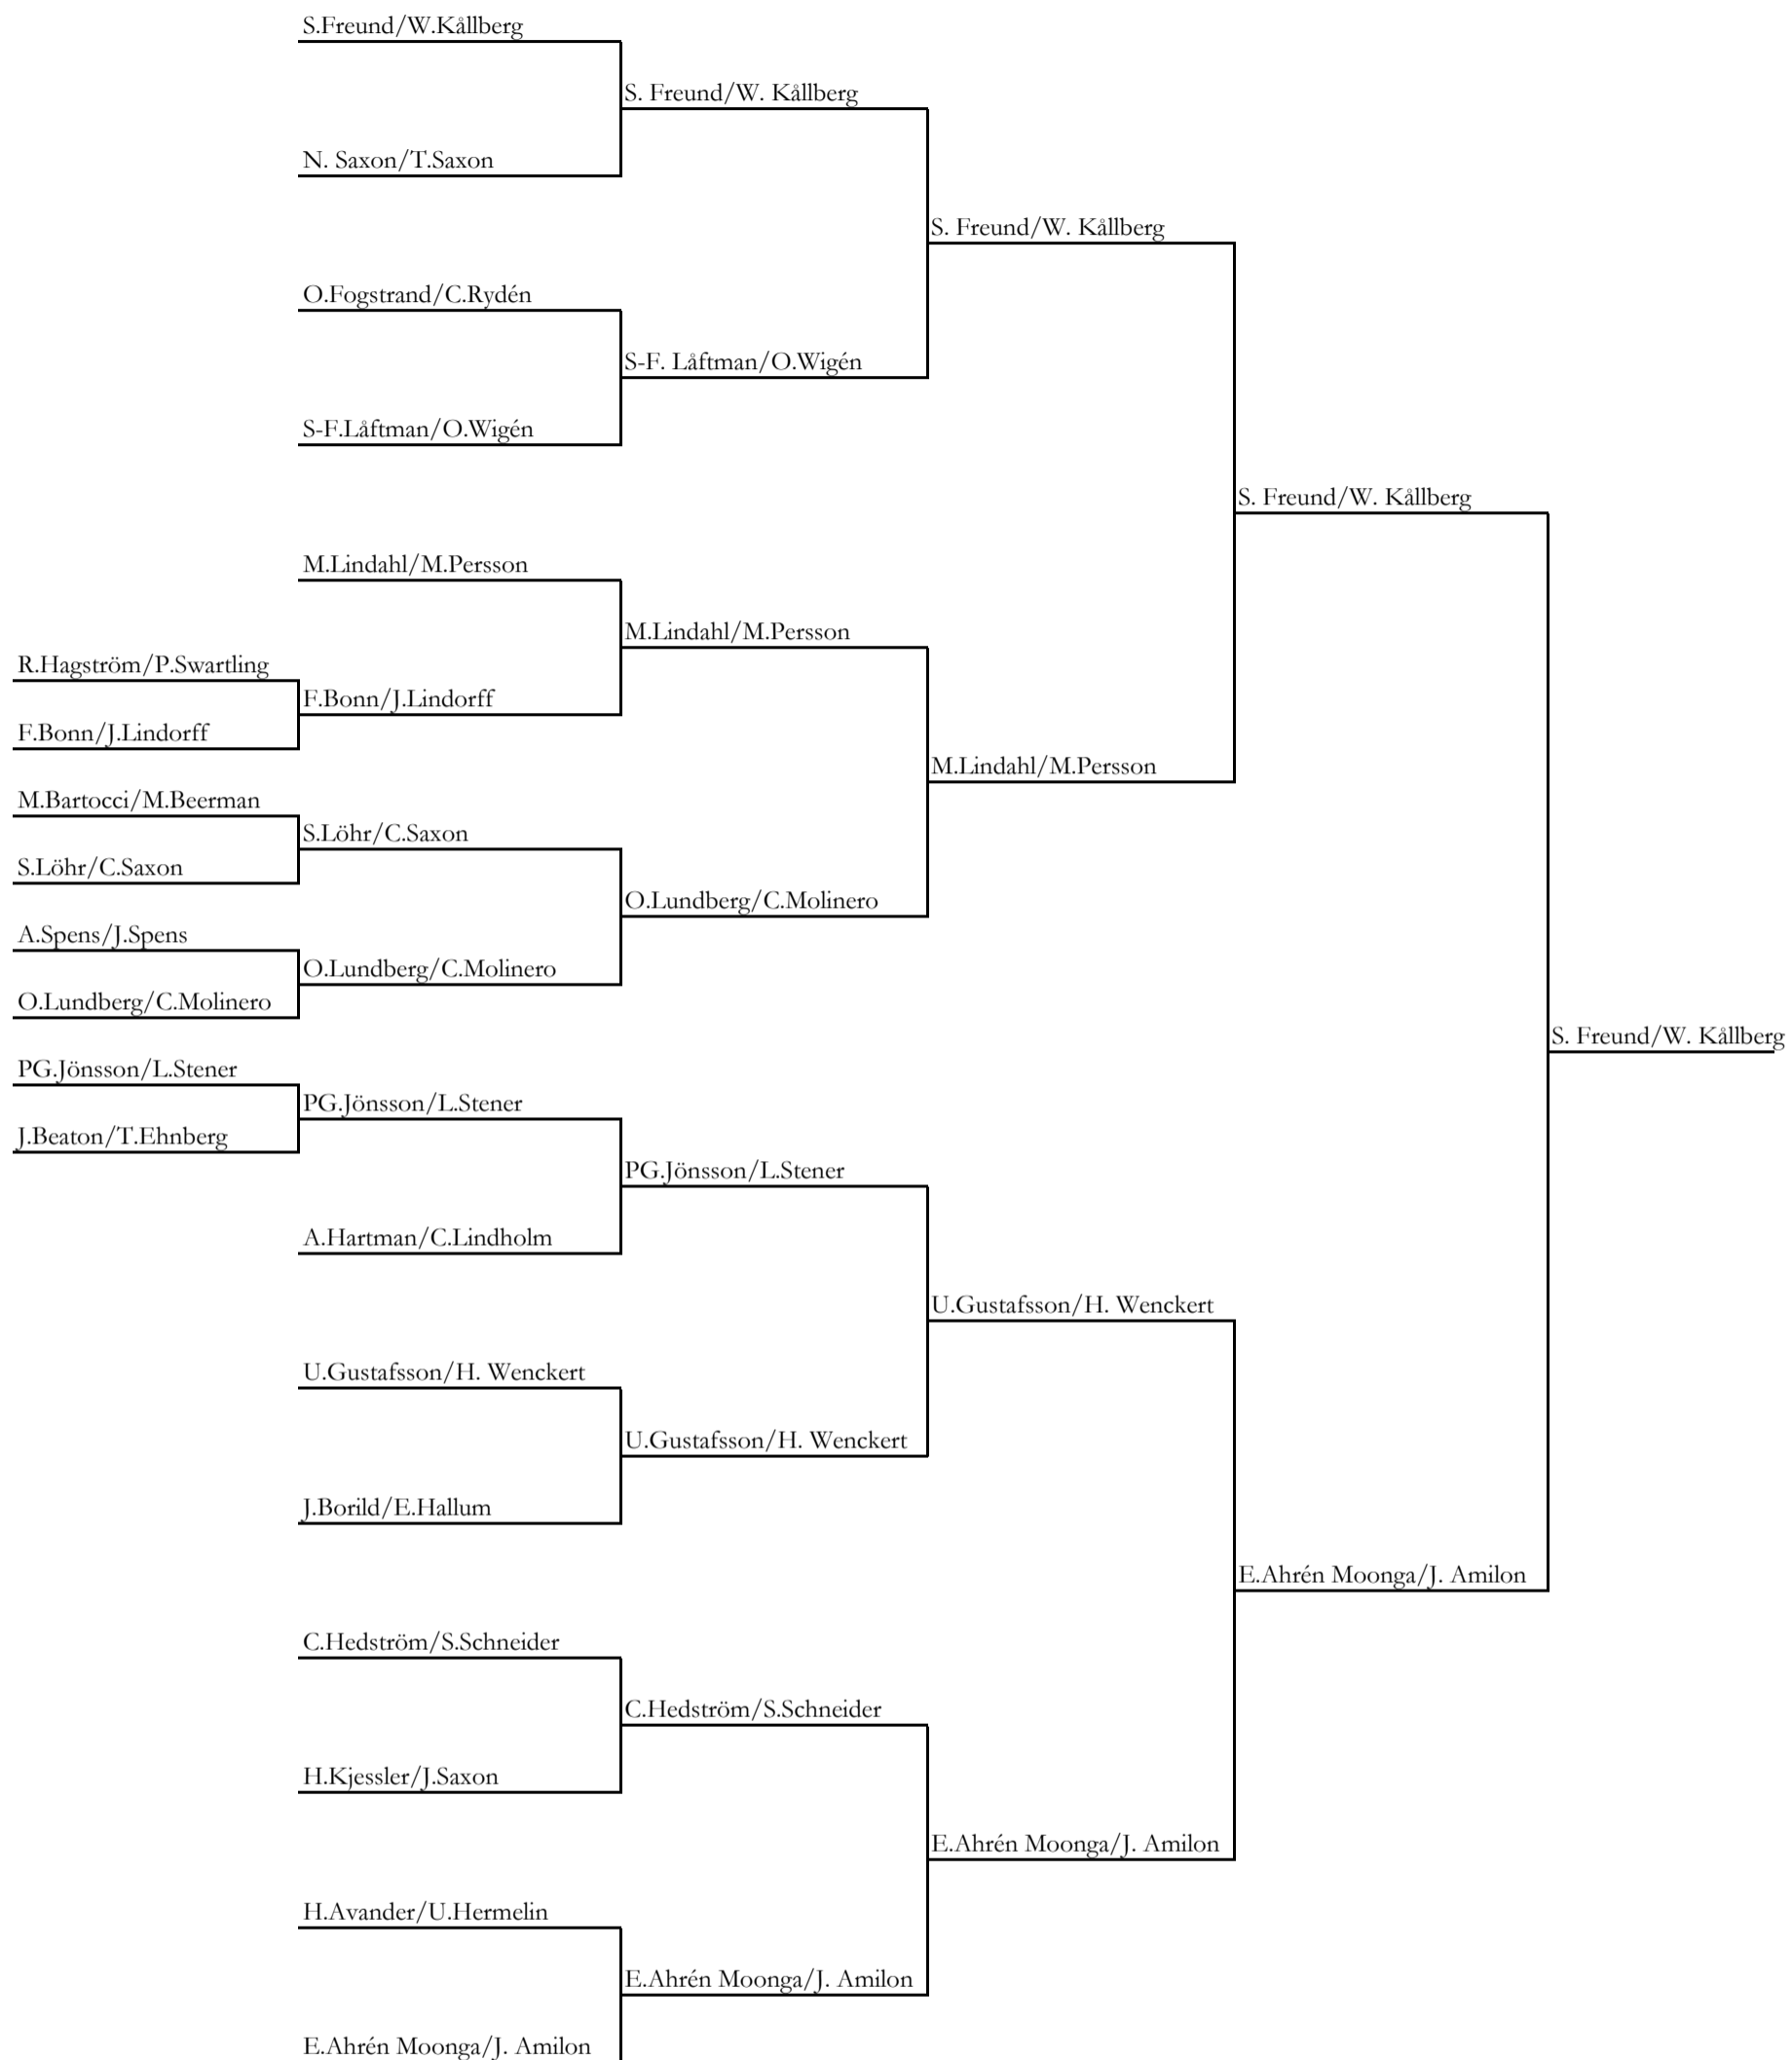 S.Freund/W.Kållberg
S. Freund/W. Kållberg
N. Saxon/T.Saxon
S. Freund/W. Kållberg
O.Fogstrand/C.Rydén
S-F. Låftman/O.Wigén
S-F.Låftman/O.Wigén
S. Freund/W. Kållberg
M.Lindahl/M.Persson
M.Lindahl/M.Persson
R.Hagström/P.Swartling
F.Bonn/J.Lindorff
F.Bonn/J.Lindorff
M.Lindahl/M.Persson
M.Bartocci/M.Beerman
S.Löhr/C.Saxon
S.Löhr/C.Saxon
O.Lundberg/C.Molinero
A.Spens/J.Spens
O.Lundberg/C.Molinero
O.Lundberg/C.Molinero
S. Freund/W. Kållberg
PG.Jönsson/L.Stener
PG.Jönsson/L.Stener
J.Beaton/T.Ehnberg
PG.Jönsson/L.Stener
A.Hartman/C.Lindholm
U.Gustafsson/H. Wenckert
U.Gustafsson/H. Wenckert
U.Gustafsson/H. Wenckert
J.Borild/E.Hallum
E.Ahrén Moonga/J. Amilon
C.Hedström/S.Schneider
C.Hedström/S.Schneider
H.Kjessler/J.Saxon
E.Ahrén Moonga/J. Amilon
H.Avander/U.Hermelin
E.Ahrén Moonga/J. Amilon
E.Ahrén Moonga/J. Amilon